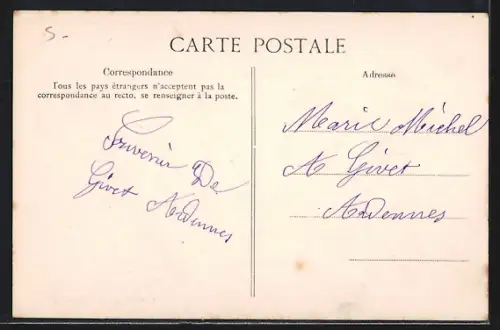 5-
CARTE POSTALE
Correspondance
Tous les pays étrangers n'acceptent pas la
correspondance au recto, se renseigner à la poste.
Souvenir De
Givet Ardennes
Adresse
Marie Michel
A Givet
Ardennes